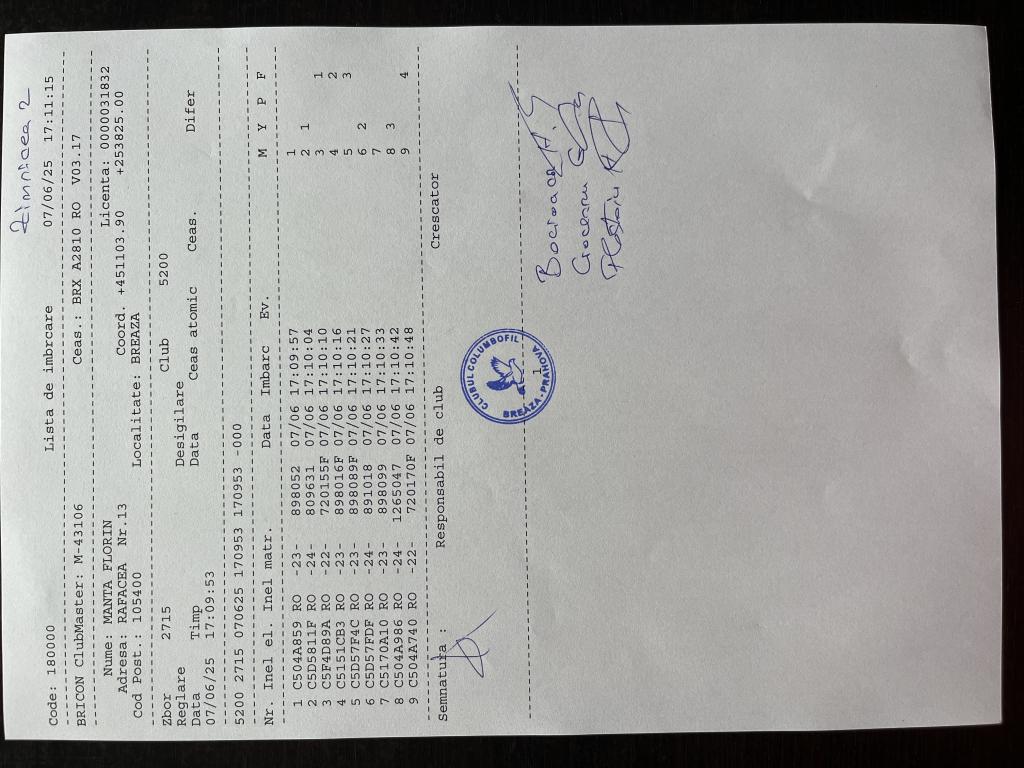 Zimnicea 2
Code: 180000 Lista de imbrcare 07/06/25 17:11:15
BRICON ClubMaster: M-43106 Ceas.: BRX A2810 RO V03.17
Nume: MANTA FLORIN Licenta: 0000031832
Adresa: RAFACEA Nr.13 Coord. +451103.90 +253825.00
Cod Post.: 105400 Localitate: BREAZA
Zbor 2715 Club 5200
Reglare Desigilare
Data Timp Data Ceas atomic Ceas. Difer
07/06/25 17:09:53
5200 2715 070625 170953 170953 -000
Nr. Inel el. Inel matr. Data Imbarc Ev. M Y P F
1 C504A859 RO -23- 898052 07/06 17:09:57 1
2 C5D5811F RO -24- 809631 07/06 17:10:04 2 1
3 C5F4D89A RO -22- 720155F 07/06 17:10:10 3 1
4 C5151CB3 RO -23- 898016F 07/06 17:10:16 4 2
5 C5D57F4C RO -23- 898089F 07/06 17:10:21 5 3
6 C5D57FDF RO -24- 891018 07/06 17:10:27 6 2
7 C5170A10 RO -23- 898099 07/06 17:10:33 7
8 C504A986 RO -24- 1265047 07/06 17:10:42 8 3
9 C504A740 RO -22- 720170F 07/06 17:10:48 9 4
Semnatura : Responsabil de club Crescator
CLUBUL COLUMBOFIL
BREAZA - PRAHOVA
1